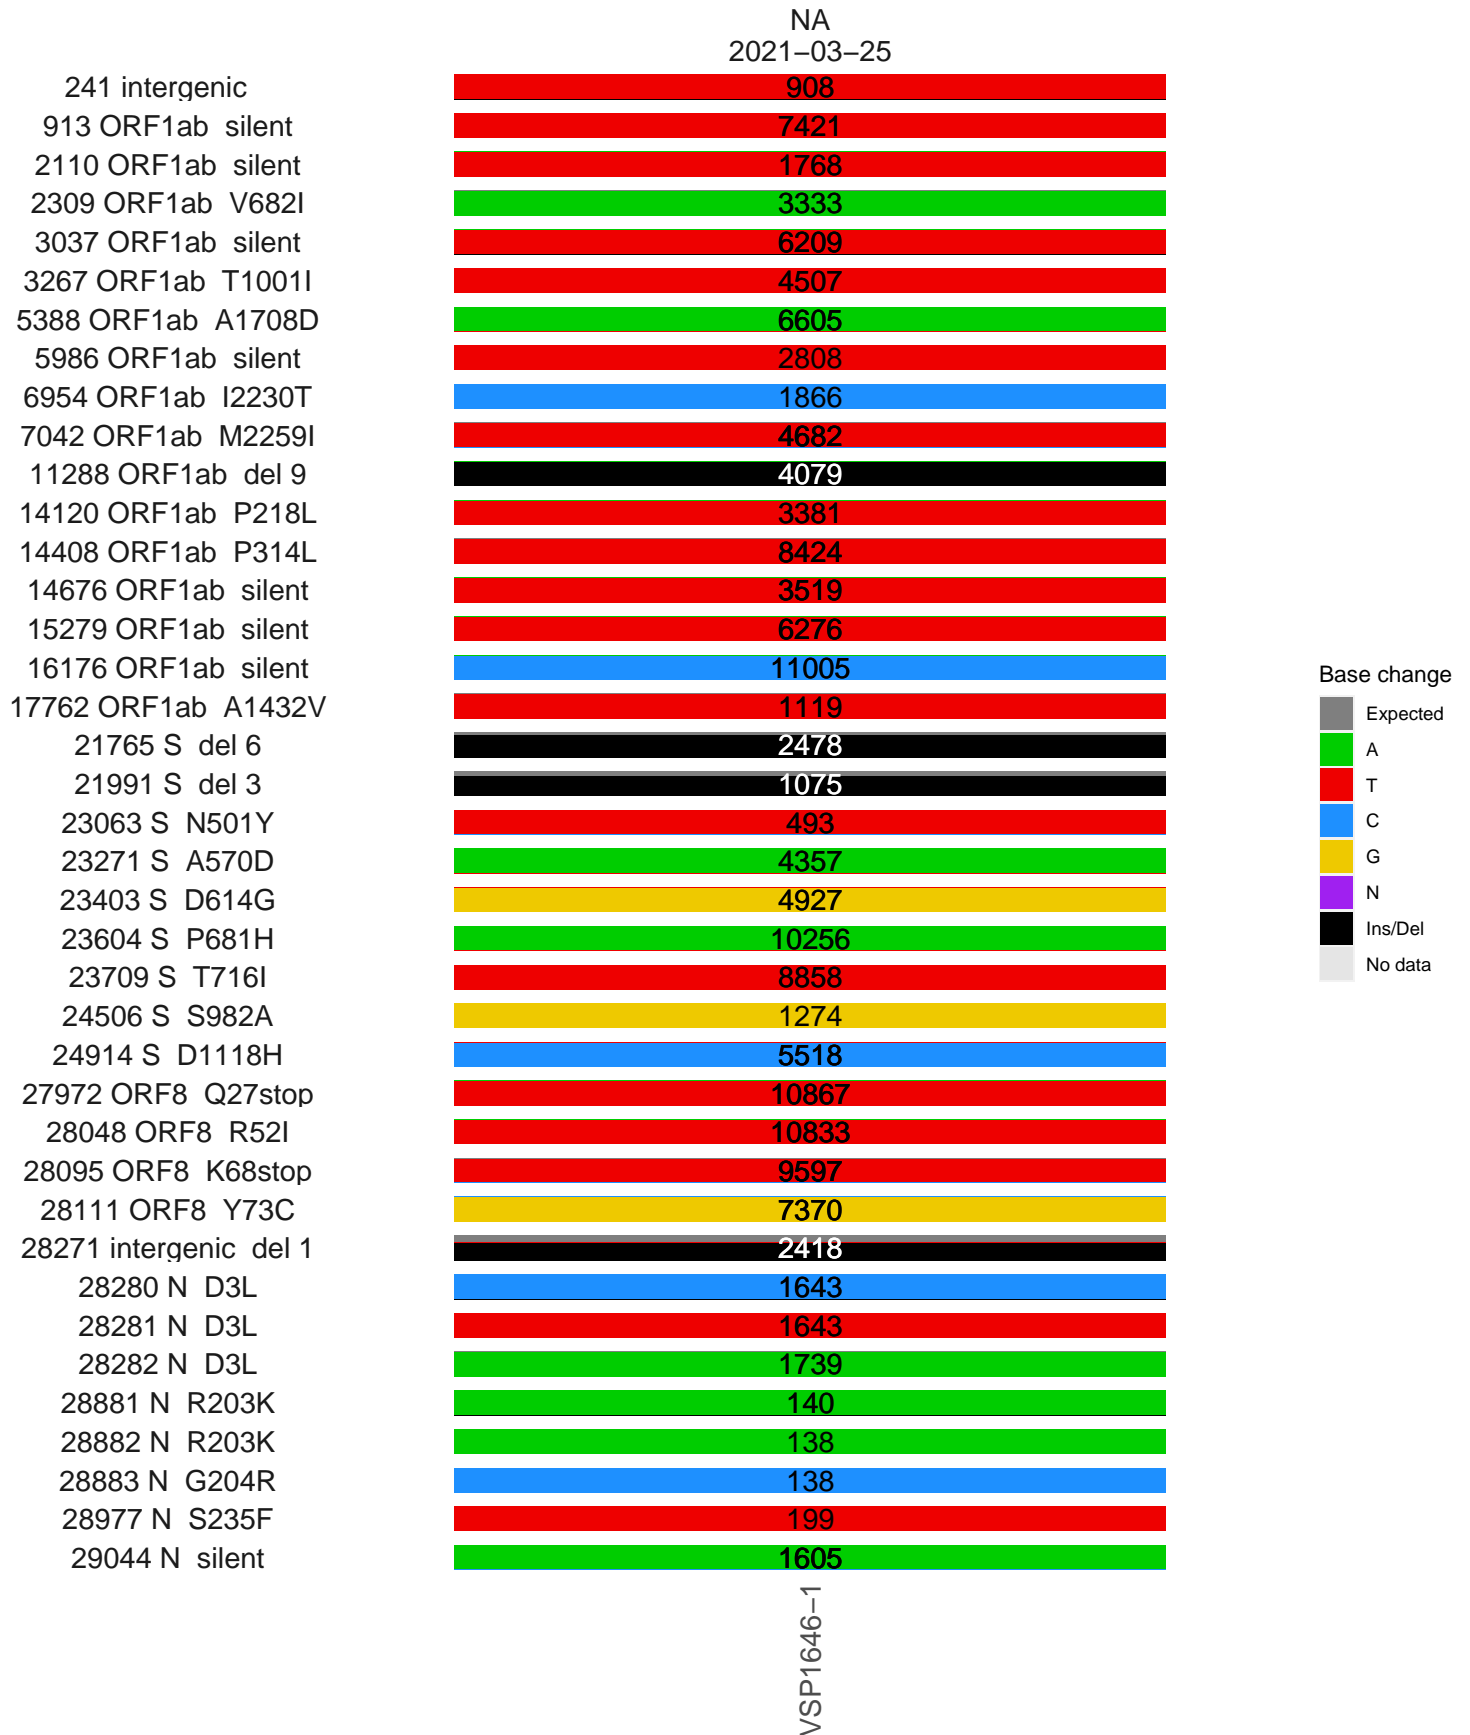 NA
2021−03−25
241 intergenic 908
913 ORF1ab silent 7421
2110 ORF1ab silent 1768
2309 ORF1ab V682I 3333
3037 ORF1ab silent 6209
3267 ORF1ab T1001I 4507
5388 ORF1ab A1708D 6605
5986 ORF1ab silent 2808
6954 ORF1ab I2230T 1866
7042 ORF1ab M2259I 4682
11288 ORF1ab del 9 4079
14120 ORF1ab P218L 3381
14408 ORF1ab P314L 8424
14676 ORF1ab silent 3519
15279 ORF1ab silent 6276
16176 ORF1ab silent 11005
17762 ORF1ab A1432V 1119
21765 S del 6 2478
21991 S del 3 1075
23063 S N501Y 493
23271 S A570D 4357
23403 S D614G 4927
23604 S P681H 10256
23709 S T716I 8858
24506 S S982A 1274
24914 S D1118H 5518
27972 ORF8 Q27stop 10867
28048 ORF8 R52I 10833
28095 ORF8 K68stop 9597
28111 ORF8 Y73C 7370
28271 intergenic del 1 2418
28280 N D3L 1643
28281 N D3L 1643
28282 N D3L 1739
28881 N R203K 140
28882 N R203K 138
28883 N G204R 138
28977 N S235F 199
29044 N silent 1605
VSP1646−1
Base change
Expected
A
T
C
G
N
Ins/Del
No data